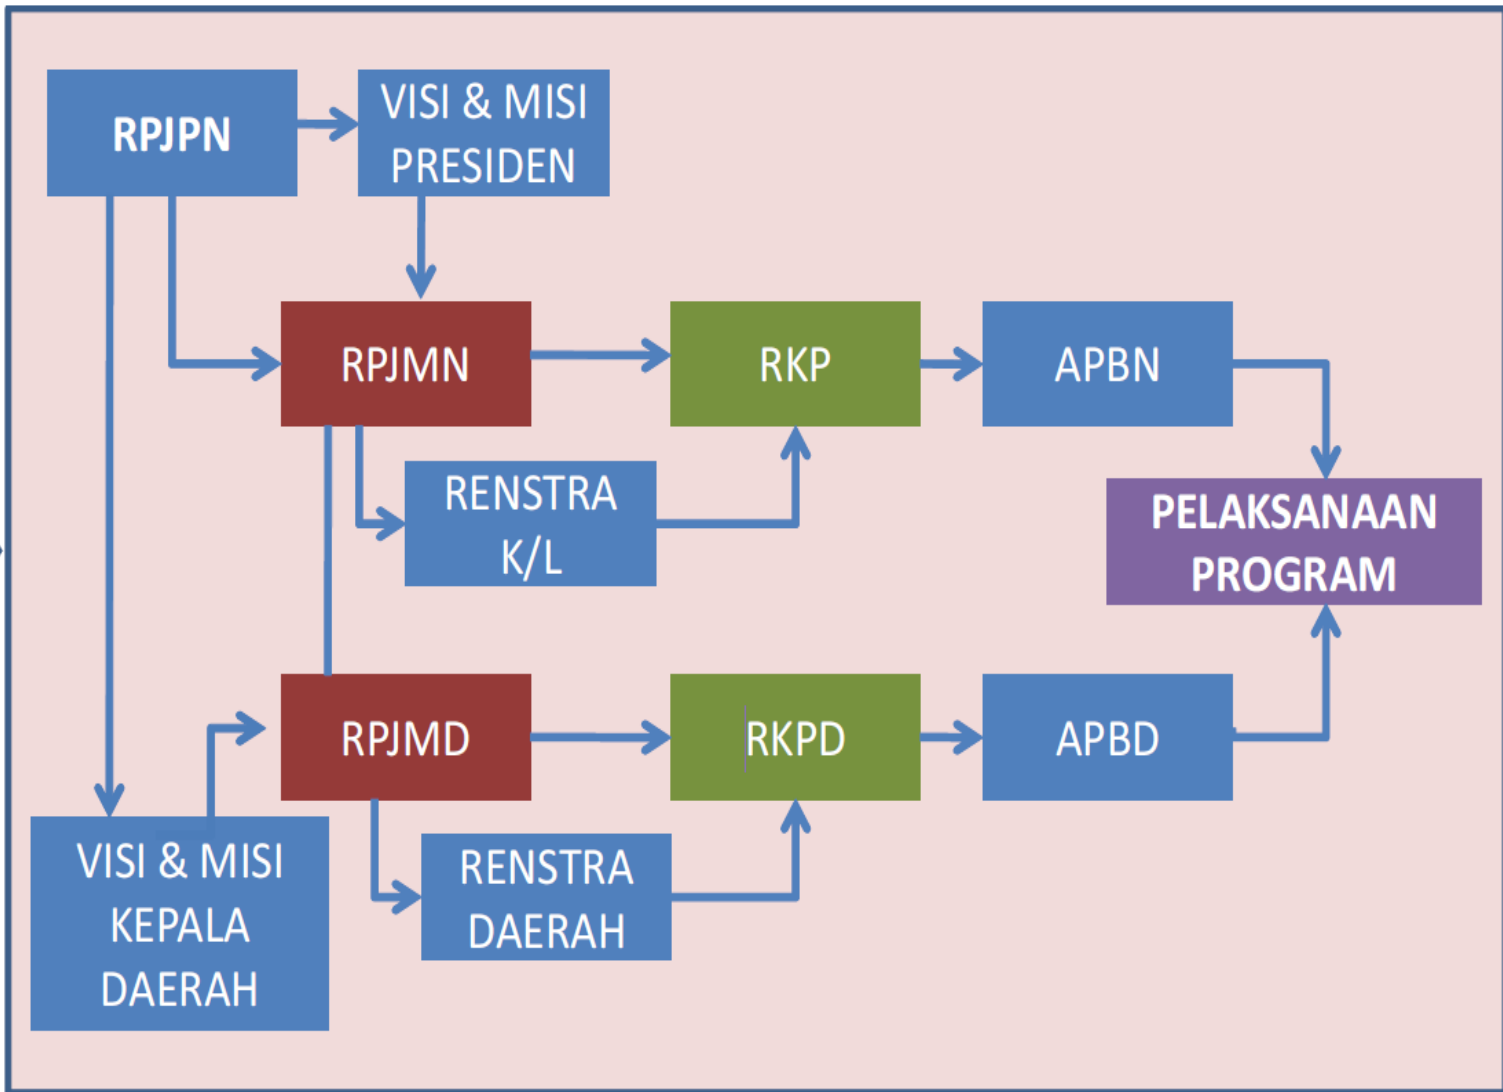 RPJPN
VISI & MISI
PRESIDEN
RPJMN
RKP
APBN
RENSTRA
K/L
PELAKSANAAN
PROGRAM
RPJMD
RKPD
APBD
VISI & MISI
KEPALA
DAERAH
RENSTRA
DAERAH